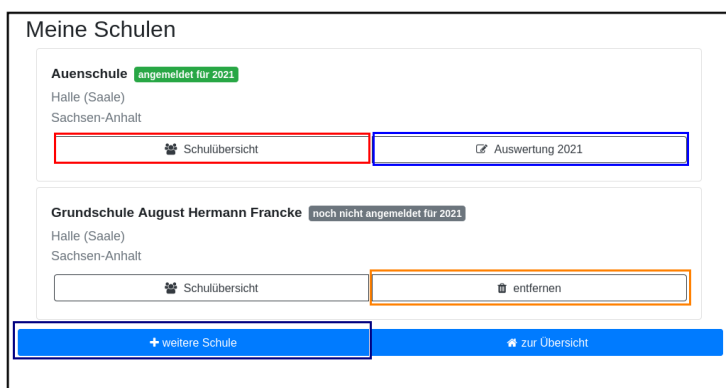 Meine Schulen
Auenschule angemeldet für 2021
Halle (Saale)
Sachsen-Anhalt
Schulübersicht Auswertung 2021
Grundschule August Hermann Francke noch nicht angemeldet für 2021
Halle (Saale)
Sachsen-Anhalt
Schulübersicht entfernen
+ weitere Schule zur Übersicht